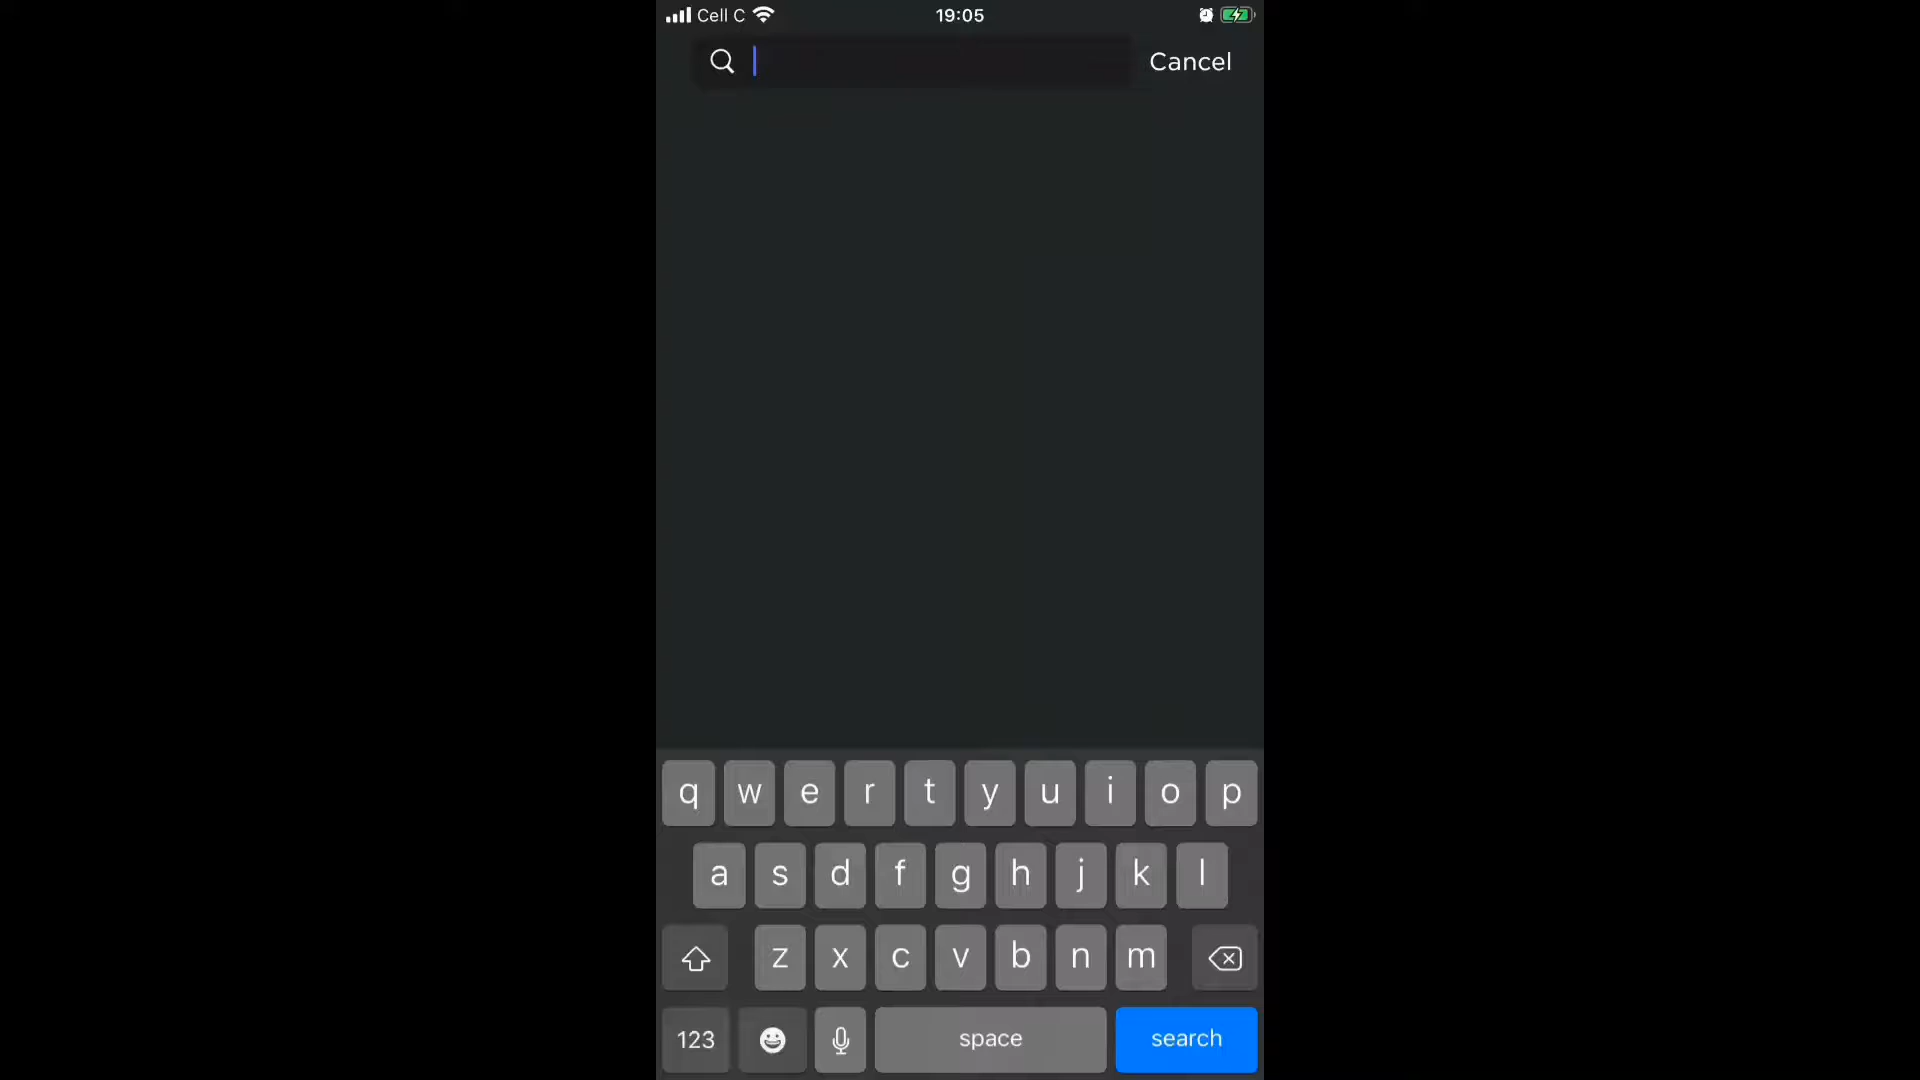 Cell C 19:05
Cancel
q w e r t y u i o p
a s d f g h j k l
z x c v b n m
123 space search